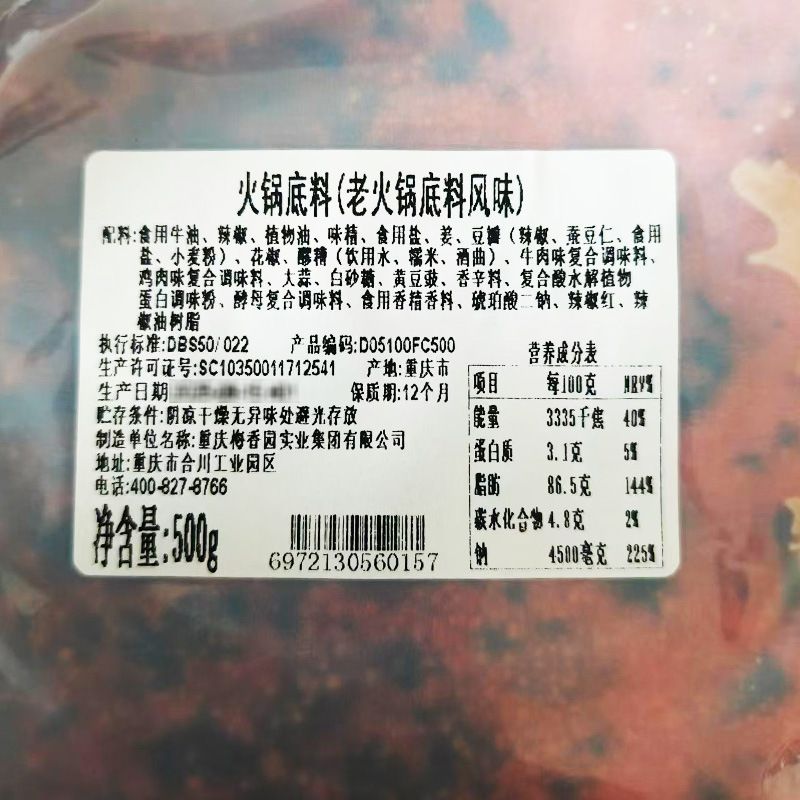 火锅底料(老火锅底料风味)
配料:食用牛油、辣椒、植物油、味精、食用盐、姜、豆瓣(辣椒、蚕豆仁、食用
盐、小麦粉)、花椒、醪糟(饮用水、糯米、酒曲)、牛肉味复合调味料、
鸡肉味复合调味料、大蒜、白砂糖、黄豆豉、香辛料、复合酸水解植物
蛋白调味粉、酵母复合调味料、食用香精香料、琥珀酸二钠、辣椒红、辣
椒油树脂
执行标准:DBS50/022 产品编码:D05100FC500
生产许可证号:SC10350011712541 产地:重庆市
生产日期 保质期:12个月
贮存条件:阴凉干燥无异味处避光存放
制造单位名称:重庆梅香园实业集团有限公司
地址:重庆市合川工业园区
电话:400-827-8766
净含量:500g
6972130560157
营养成分表
项目 每100克 NRV%
能量 3335千焦 40%
蛋白质 3.1克 5%
脂肪 86.5克 144%
碳水化合物 4.8克 2%
钠 4500毫克 225%